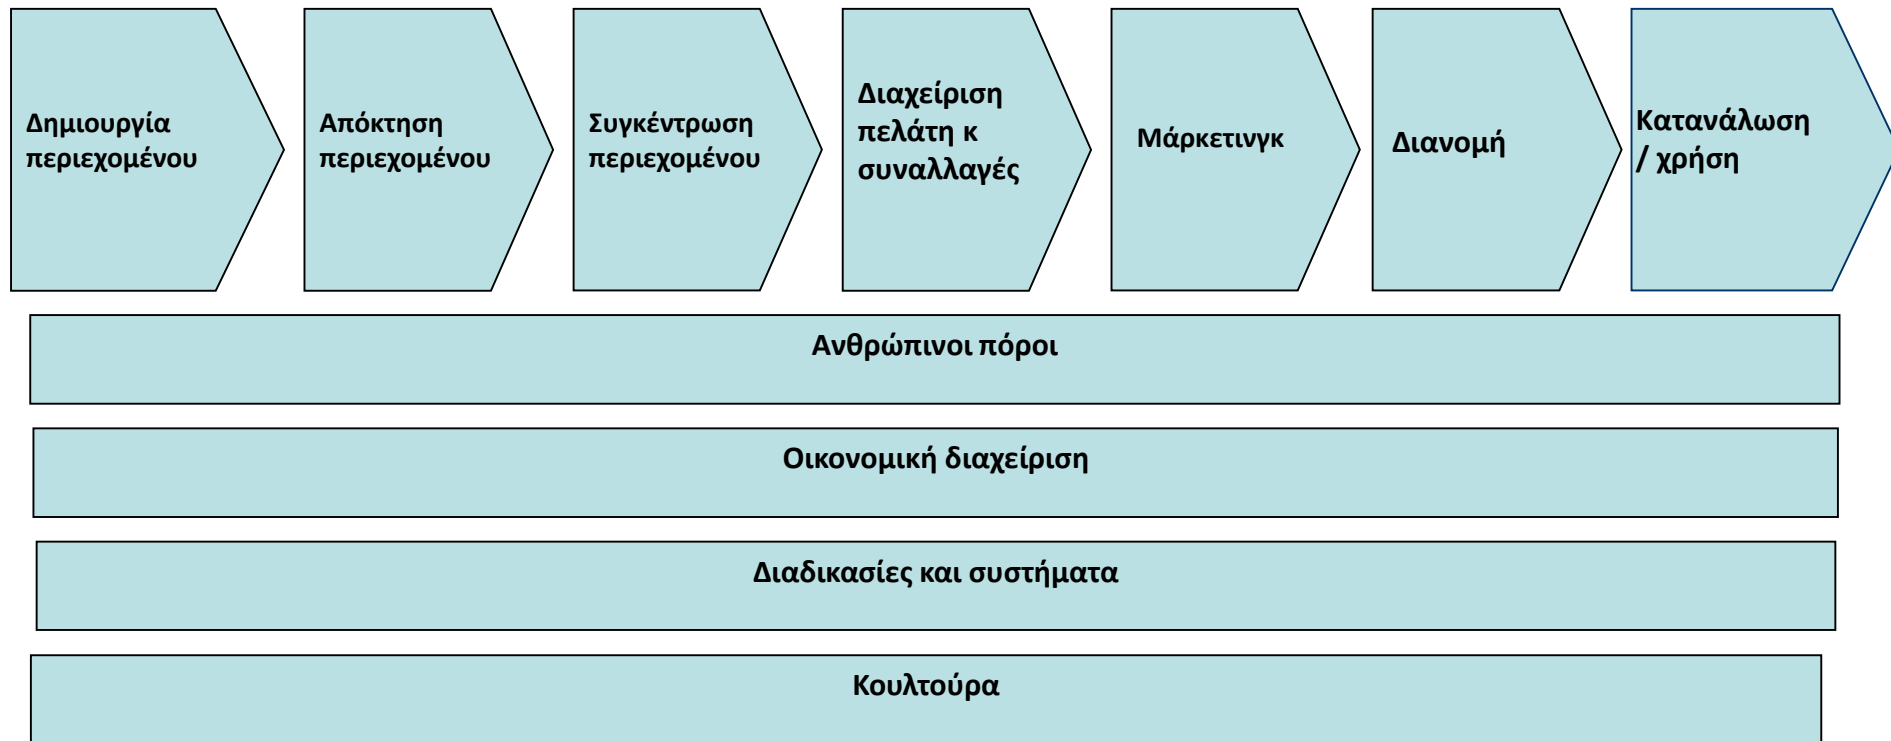 Δημιουργία
περιεχομένου
Απόκτηση
περιεχομένου
Συγκέντρωση
περιεχομένου
Διαχείριση
πελάτη κ
συναλλαγές
Μάρκετινγκ
Διανομή
Κατανάλωση
/ χρήση
Ανθρώπινοι πόροι
Οικονομική διαχείριση
Διαδικασίες και συστήματα
Κουλτούρα